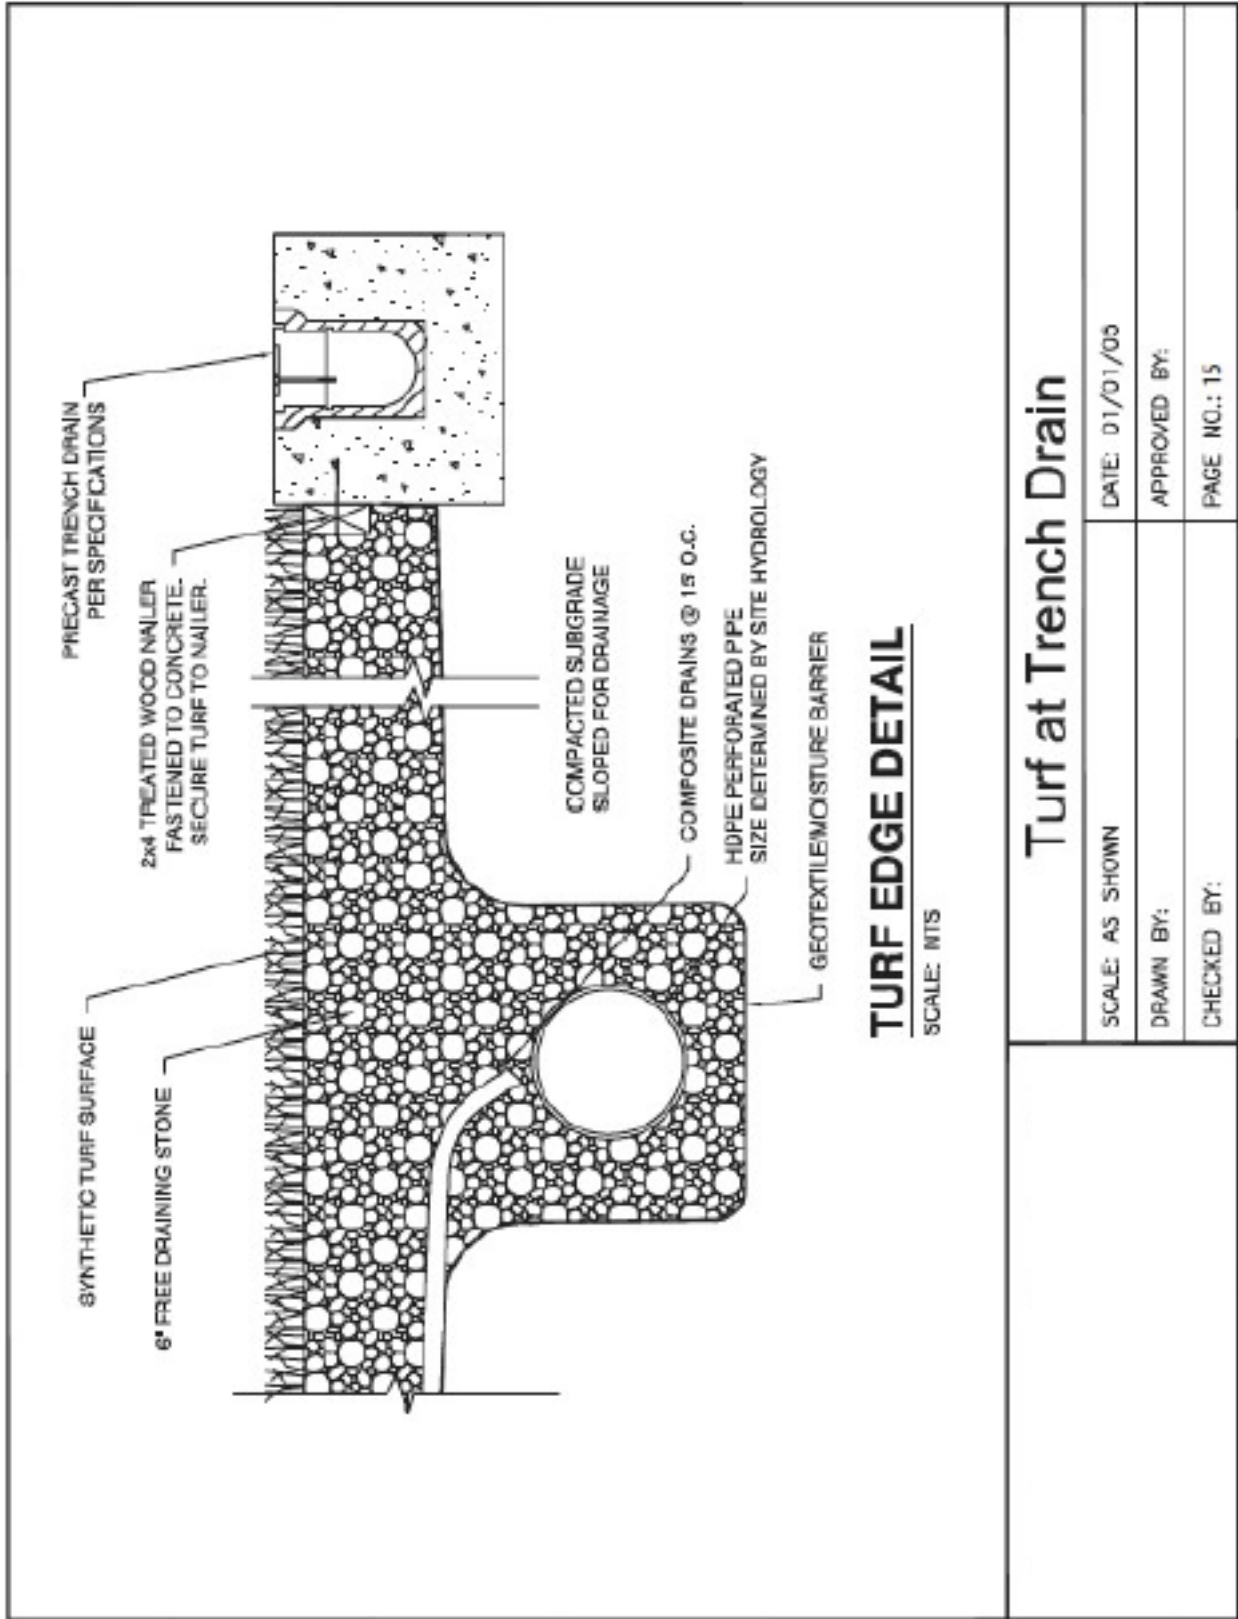 PRECAST TRENCH DRAIN
PER SPECIFICATIONS
2x4 TREATED WOOD NAILER
FASTENED TO CONCRETE.
SECURE TURF TO NAILER.
SYNTHETIC TURF SURFACE
6" FREE DRAINING STONE
COMPACTED SUBGRADE
SLOPED FOR DRAINAGE
COMPOSITE DRAINS @ 15' O.C.
HDPE PERFORATED PIPE
SIZE DETERMINED BY SITE HYDROLOGY
GEOTEXTILE/MOISTURE BARRIER
TURF EDGE DETAIL
SCALE: NTS
Turf at Trench Drain
SCALE: AS SHOWN
DATE: 01/01/05
DRAWN BY:
APPROVED BY:
CHECKED BY:
PAGE NO.: 15